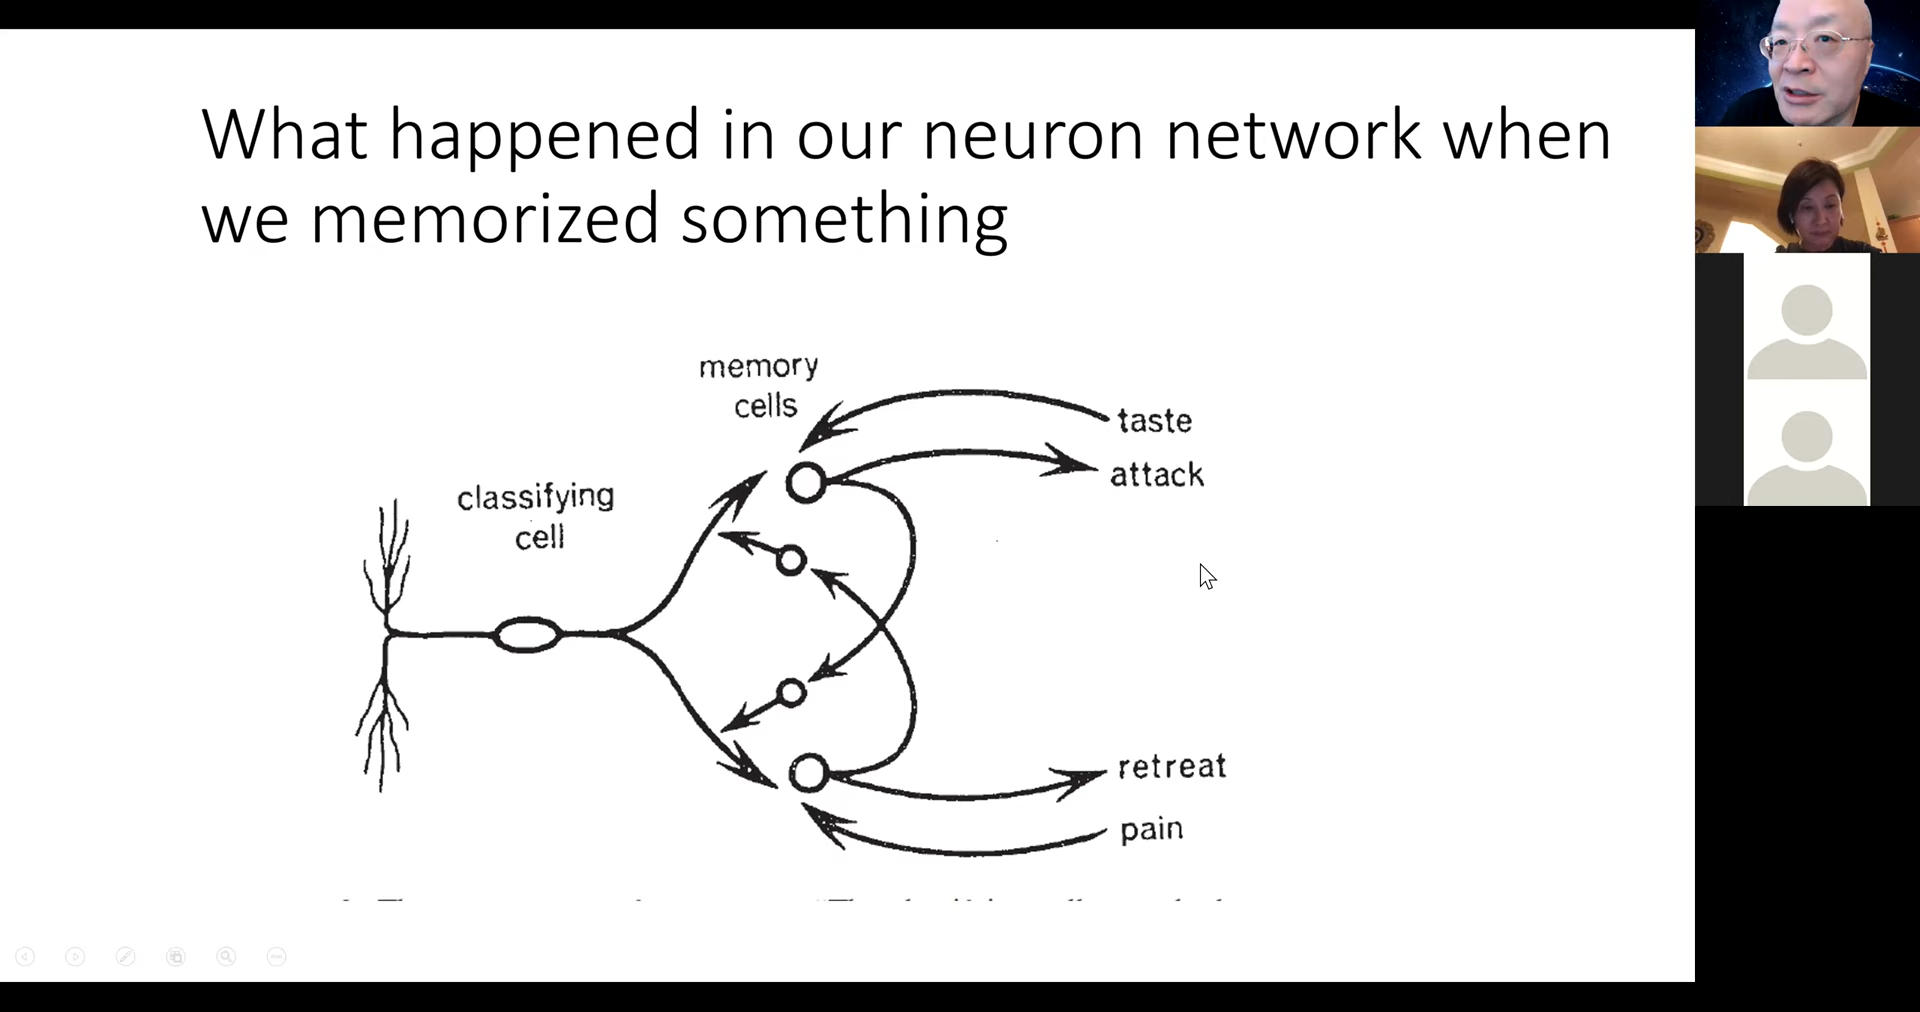 What happened in our neuron network when
we memorized something
memory
cells
taste
attack
classifying
cell
retreat
pain